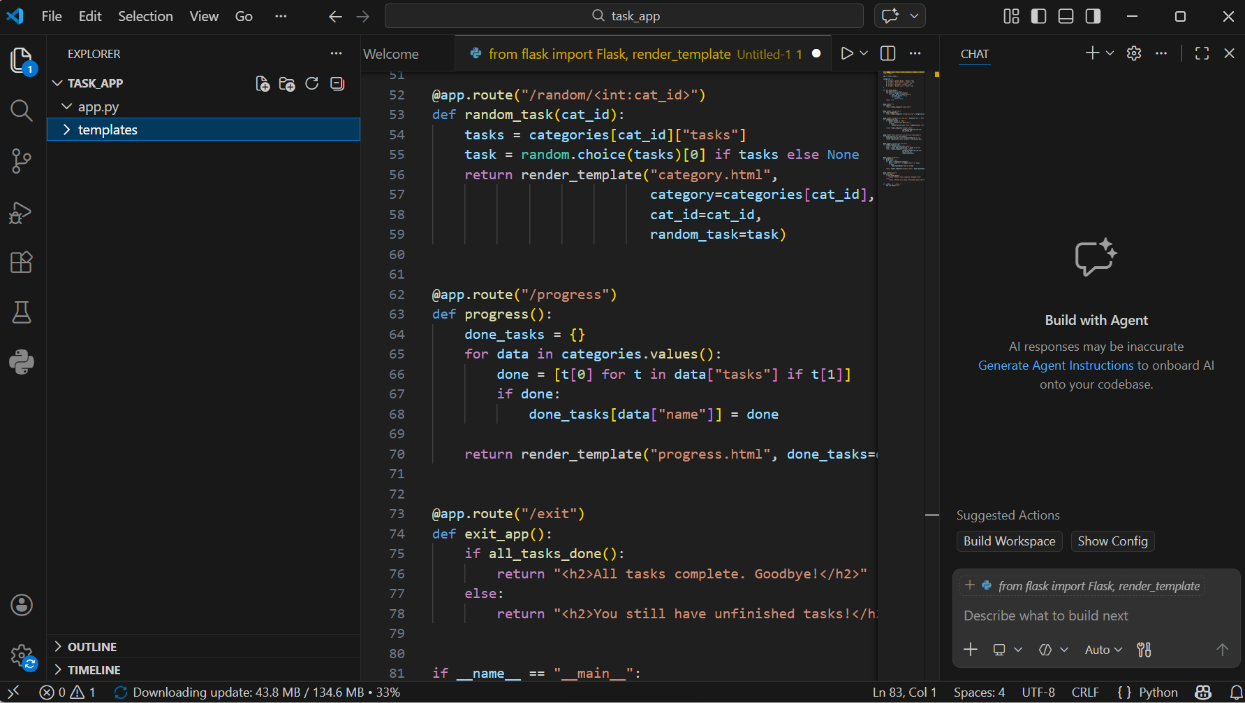 File Edit Selection View Go ··· task_app
EXPLORER ···
TASK_APP
app.py
templates
OUTLINE
TIMELINE
Welcome from flask import Flask, render_template Untitled-1 1 ···
51
52 @app.route("/random/<int:cat_id>")
53 def random_task(cat_id):
54 tasks = categories[cat_id]["tasks"]
55 task = random.choice(tasks)[0] if tasks else None
56 return render_template("category.html",
57 category=categories[cat_id],
58 cat_id=cat_id,
59 random_task=task)
60
61
62 @app.route("/progress")
63 def progress():
64 done_tasks = {}
65 for data in categories.values():
66 done = [t[0] for t in data["tasks"] if t[1]]
67 if done:
68 done_tasks[data["name"]] = done
69
70 return render_template("progress.html", done_tasks=
71
72
73 @app.route("/exit")
74 def exit_app():
75 if all_tasks_done():
76 return "<h2>All tasks complete. Goodbye!</h2>"
77 else:
78 return "<h2>You still have unfinished tasks!</h
79
80
81 if __name__ == "__main__":
CHAT ···
Build with Agent
AI responses may be inaccurate
Generate Agent Instructions to onboard AI
onto your codebase.
Suggested Actions
Build Workspace Show Config
from flask import Flask, render_template
Describe what to build next
Auto
1
0 1 Downloading update: 43.8 MB / 134.6 MB • 33% Ln 83, Col 1 Spaces: 4 UTF-8 CRLF { } Python